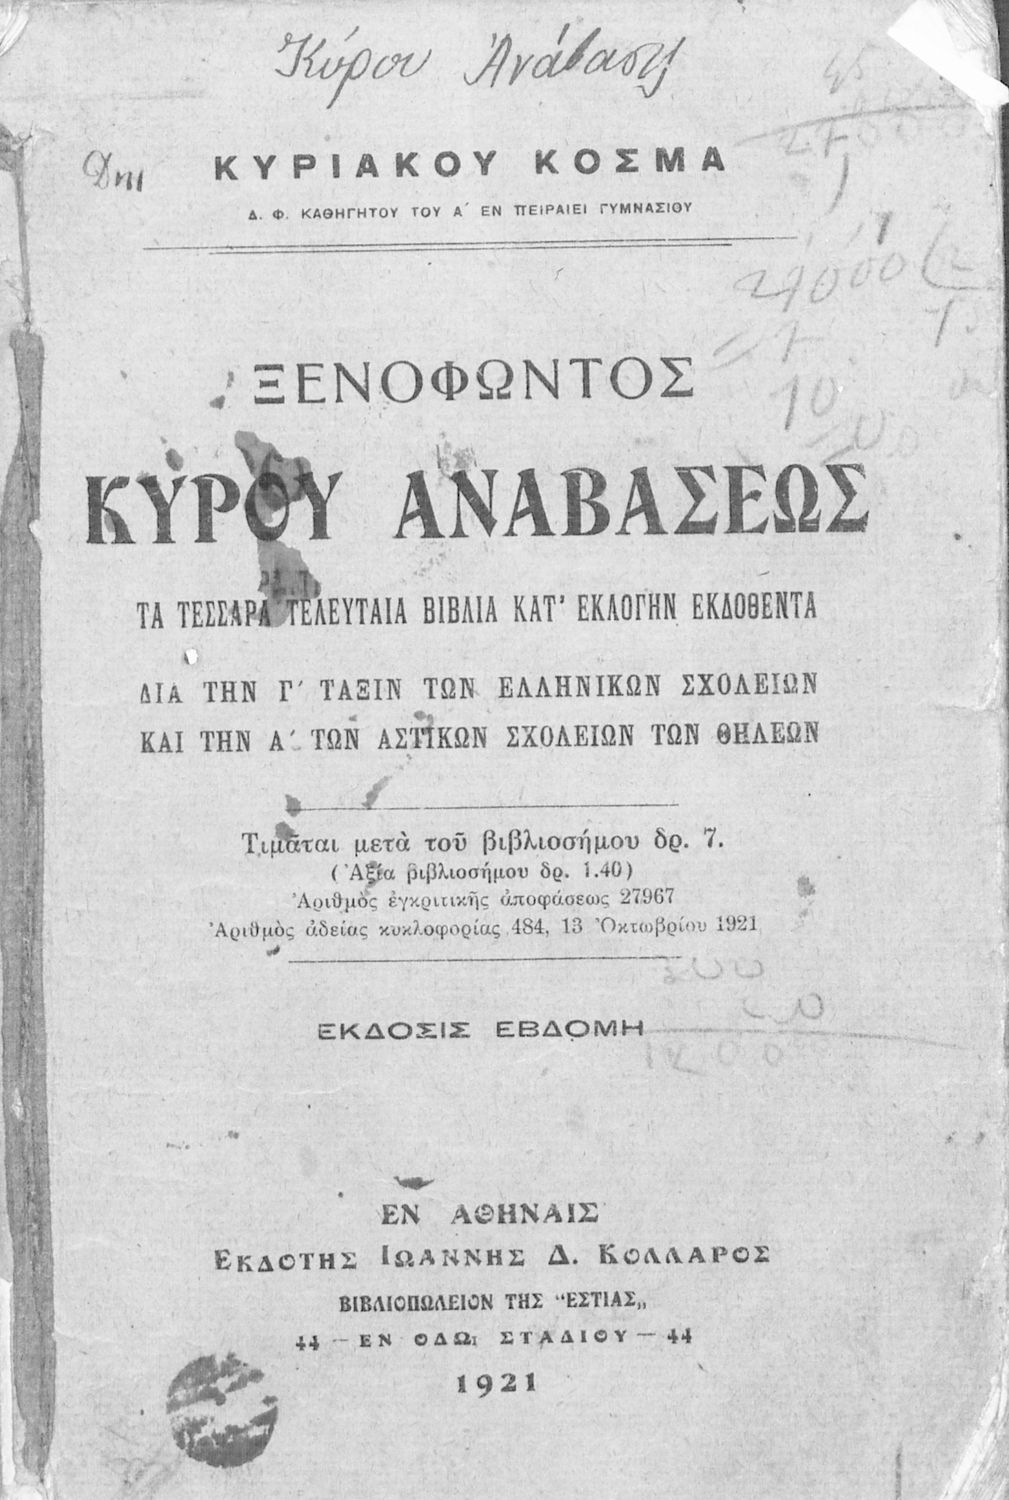 Κύρου Ἀνάβασις
ΚΥΡΙΑΚΟΥ ΚΟΣΜΑ
Δ. Φ. ΚΑΘΗΓΗΤΟΥ ΤΟΥ Α΄ ΕΝ ΠΕΙΡΑΙΕΙ ΓΥΜΝΑΣΙΟΥ
27000
ΞΕΝΟΦΩΝΤΟΣ
ΚΥΡΟΥ ΑΝΑΒΑΣΕΩΣ
ΤΑ ΤΕΣΣΑΡΑ ΤΕΛΕΥΤΑΙΑ ΒΙΒΛΙΑ ΚΑΤ' ΕΚΛΟΓΗΝ ΕΚΔΟΘΕΝΤΑ
ΔΙΑ ΤΗΝ Γ΄ ΤΑΞΙΝ ΤΩΝ ΕΛΛΗΝΙΚΩΝ ΣΧΟΛΕΙΩΝ
ΚΑΙ ΤΗΝ Α΄ ΤΩΝ ΑΣΤΙΚΩΝ ΣΧΟΛΕΙΩΝ ΤΩΝ ΘΗΛΕΩΝ
Τιμᾶται μετὰ τοῦ βιβλιοσήμου δρ. 7.
(Ἀξία βιβλιοσήμου δρ. 1.40)
Ἀριθμὸς ἐγκριτικῆς ἀποφάσεως 27967
Ἀριθμὸς ἀδείας κυκλοφορίας 484, 13 Ὀκτωβρίου 1921
ΕΚΔΟΣΙΣ ΕΒΔΟΜΗ
ΕΝ ΑΘΗΝΑΙΣ
ΕΚΔΟΤΗΣ ΙΩΑΝΝΗΣ Δ. ΚΟΛΛΑΡΟΣ
ΒΙΒΛΙΟΠΩΛΕΙΟΝ ΤΗΣ "ΕΣΤΙΑΣ„
44 — ΕΝ ΟΔΩι ΣΤΑΔΙΟΥ — 44
1921